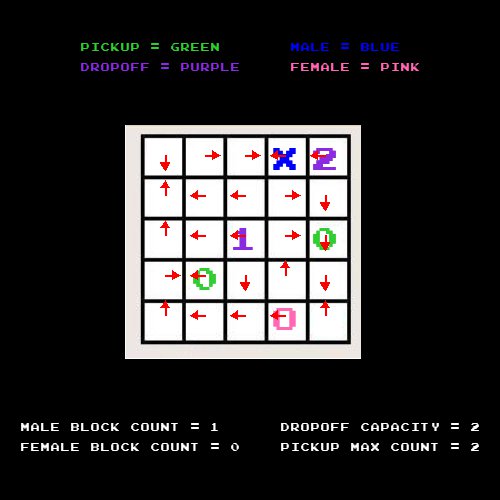 PICKUP = GREEN MALE = BLUE
DROPOFF = PURPLE FEMALE = PINK
X 2
1 0
0
0
MALE BLOCK COUNT = 1 DROPOFF CAPACITY = 2
FEMALE BLOCK COUNT = 0 PICKUP MAX COUNT = 2